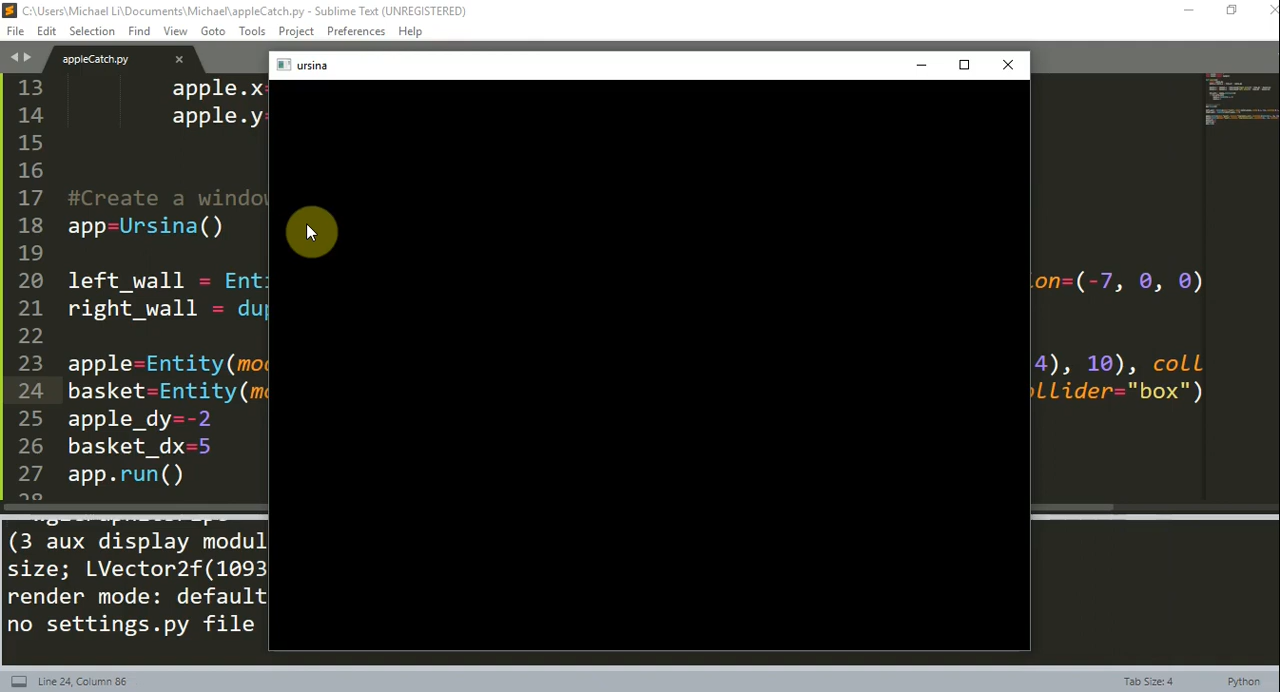 C:\Users\Michael Li\Documents\Michael\appleCatch.py - Sublime Text (UNREGISTERED)
File Edit Selection Find View Goto Tools Project Preferences Help
appleCatch.py
ursina
13 apple.x=
14 apple.y=
15
16
17 #Create a window
18 app=Ursina()
19
20 left_wall = Enti on=(-7, 0, 0)
21 right_wall = dup
22
23 apple=Entity(mod 4), 10), coll
24 basket=Entity(mo ollider="box")
25 apple_dy=-2
26 basket_dx=5
27 app.run()
28
(3 aux display modul
size; LVector2f(1093
render mode: default
no settings.py file
Line 24, Column 86 Tab Size: 4 Python